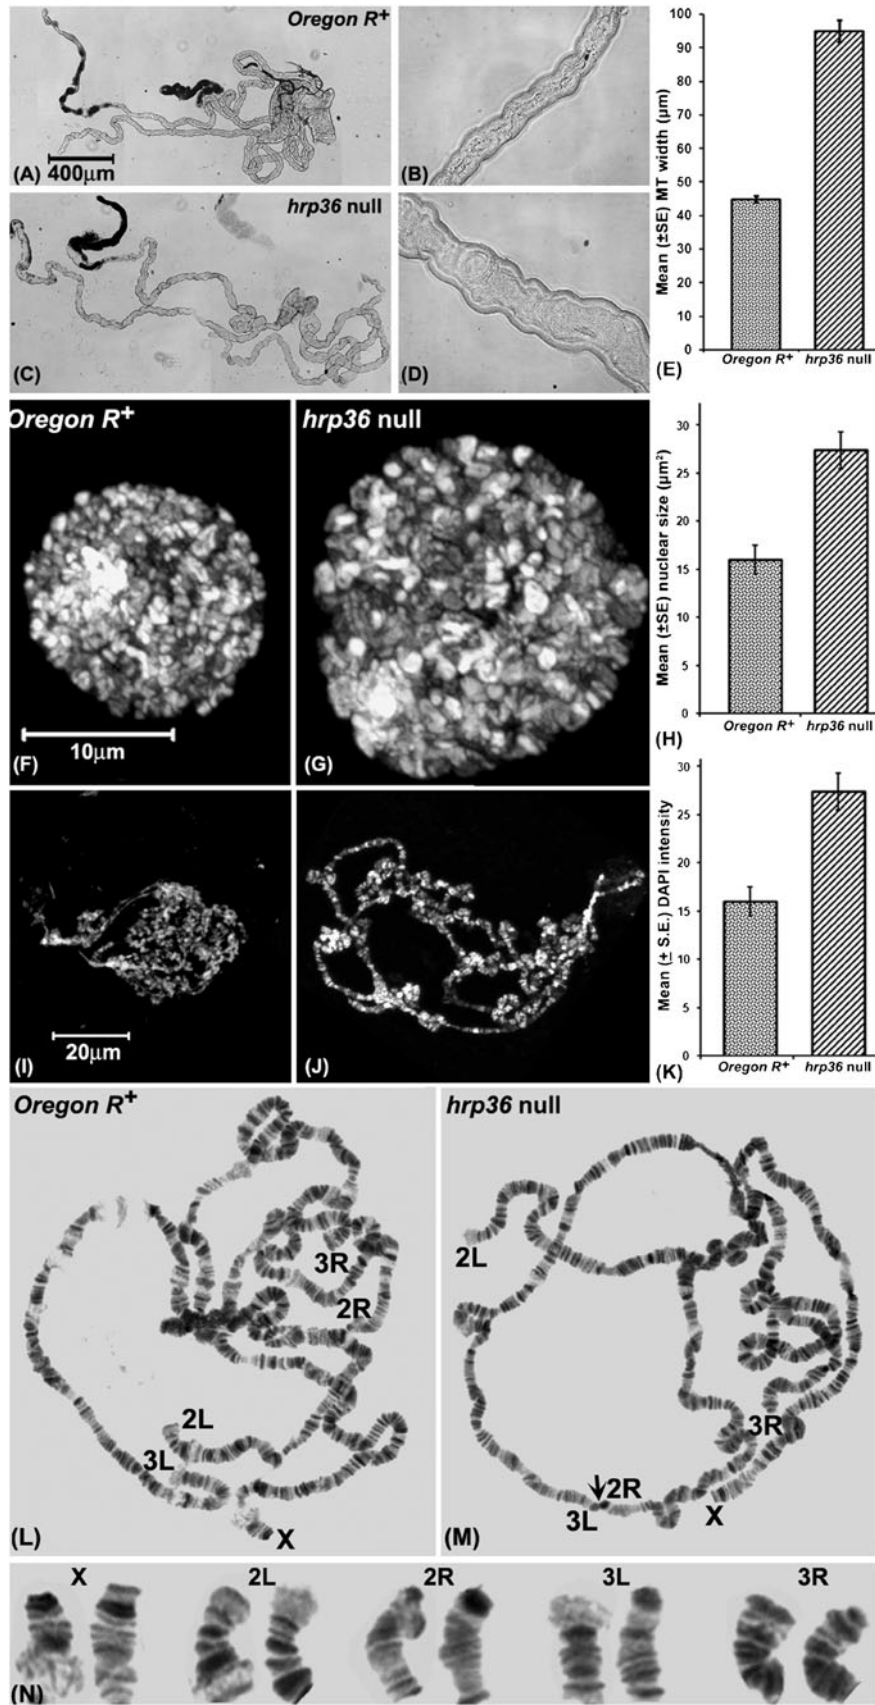 Oregon R+
(A)
400μm
(B)
hrp36 null
(C)
(D)
Mean (±SE) MT width (μm)
100
90
80
70
60
50
40
30
20
10
0
Oregon R+ hrp36 null
(E)
Oregon R+
10μm
(F)
hrp36 null
(G)
Mean (±SE) nuclear size (μm²)
30
25
20
15
10
5
0
Oregon R+ hrp36 null
(H)
20μm
(I)
(J)
Mean (± S.E.) DAPI intensity
30
25
20
15
10
5
0
Oregon R+ hrp36 null
(K)
Oregon R+
3R
2R
2L
3L
X
(L)
hrp36 null
2L
3R
2R
3L
X
(M)
X 2L 2R 3L 3R
(N)